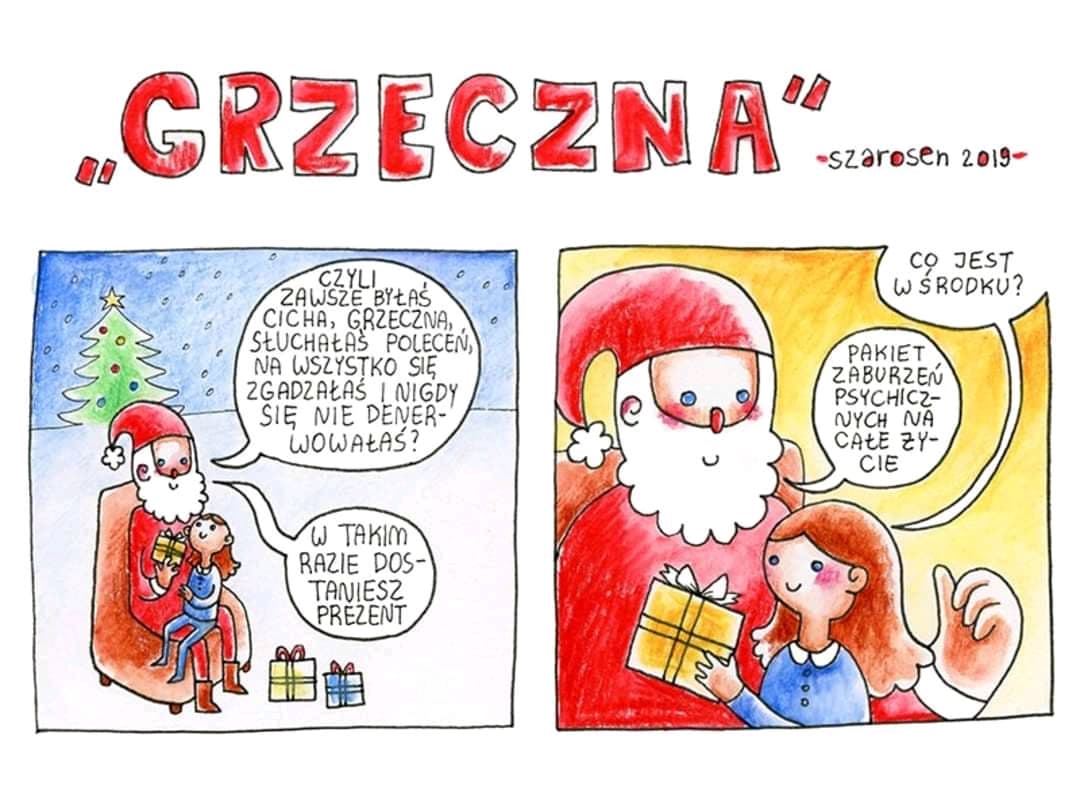 „GRZECZNA"
-szarosen 2019-
CZYLI
ZAWSZE BYŁAŚ
CICHA, GRZECZNA,
SŁUCHAŁAŚ POLECEŃ,
NA WSZYSTKO SIĘ
ZGADZAŁAŚ I NIGDY
SIĘ NIE DENER-
WOWAŁAŚ?
W TAKIM
RAZIE DOS-
TANIESZ
PREZENT
CO JEST
W ŚRODKU?
PAKIET
ZABURZEŃ
PSYCHICZ-
NYCH NA
CAŁE ŻY-
CIE